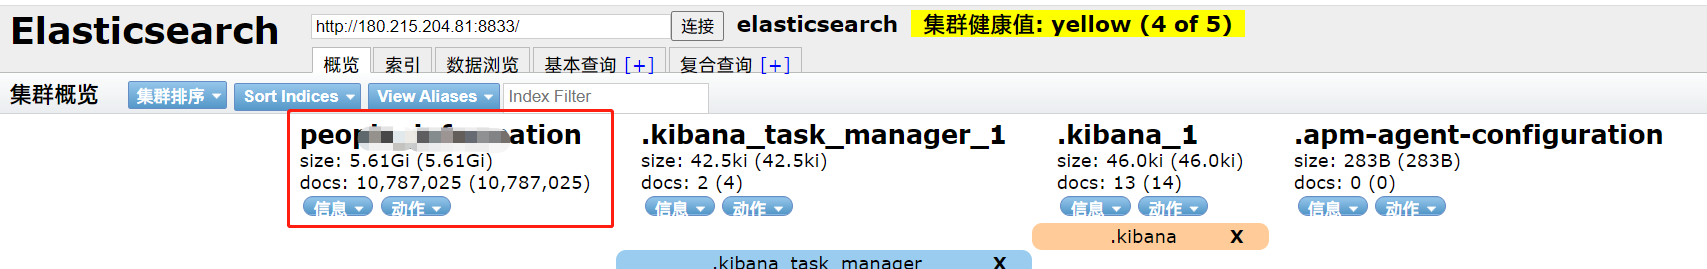 Elasticsearch
http://180.215.204.81:8833/ 连接 elasticsearch 集群健康值: yellow (4 of 5)
概览 索引 数据浏览 基本查询 [+] 复合查询 [+]
集群概览 集群排序 Sort Indices View Aliases Index Filter
.kibana_task_manager_1 .kibana_1 .apm-agent-configuration
size: 5.61Gi (5.61Gi) size: 42.5ki (42.5ki) size: 46.0ki (46.0ki) size: 283B (283B)
docs: 10,787,025 (10,787,025) docs: 2 (4) docs: 13 (14) docs: 0 (0)
信息 动作 信息 动作 信息 动作 信息 动作
.kibana X
.kibana_task_manager X